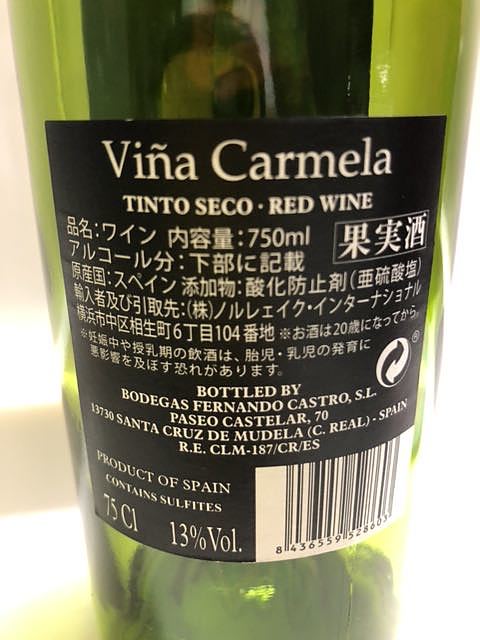 Viña Carmela
TINTO SECO · RED WINE
品名:ワイン 内容量:750ml
アルコール分:下部に記載
果実酒
原産国:スペイン 添加物:酸化防止剤(亜硫酸塩)
輸入者及び引取先:(株)ノルレェイク・インターナショナル
横浜市中区相生町6丁目104番地 ※お酒は20歳になってから。
※妊娠中や授乳期の飲酒は、胎児・乳児の発育に
悪影響を及ぼす恐れがあります。
®
BOTTLED BY
BODEGAS FERNANDO CASTRO, S.L.
PASEO CASTELAR, 70
13730 SANTA CRUZ DE MUDELA (C. REAL) - SPAIN
R.E. CLM-187/CR/ES
PRODUCT OF SPAIN
CONTAINS SULFITES
75 Cl 13%Vol.
8 436559 528603